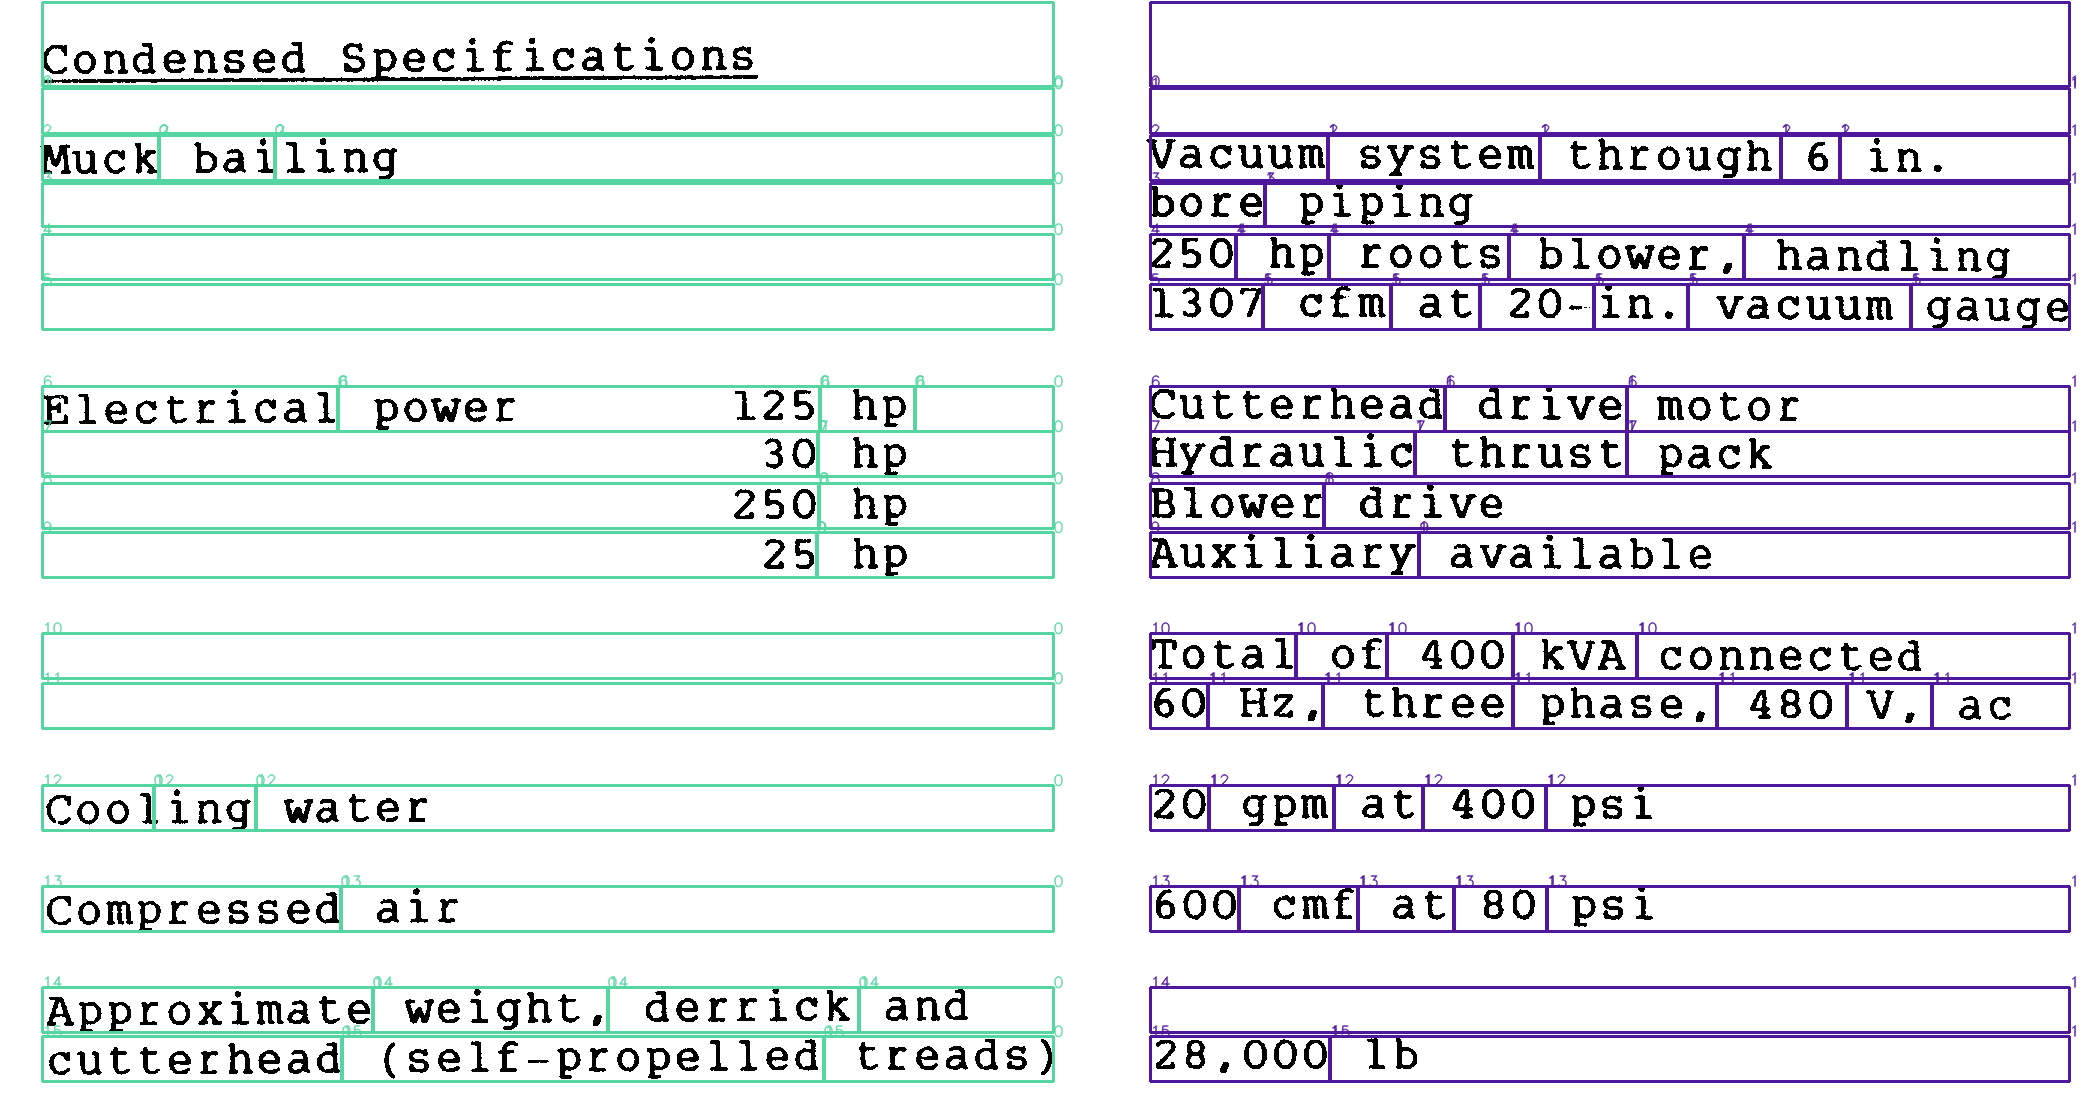 Condensed Specifications
Muck bailing Vacuum system through 6 in.
bore piping
250 hp roots blower, handling
1307 cfm at 20-in. vacuum gauge
Electrical power 125 hp Cutterhead drive motor
30 hp Hydraulic thrust pack
250 hp Blower drive
25 hp Auxiliary available
Total of 400 kVA connected
60 Hz, three phase, 480 V, ac
Cooling water 20 gpm at 400 psi
Compressed air 600 cmf at 80 psi
Approximate weight, derrick and
cutterhead (self-propelled treads) 28,000 lb